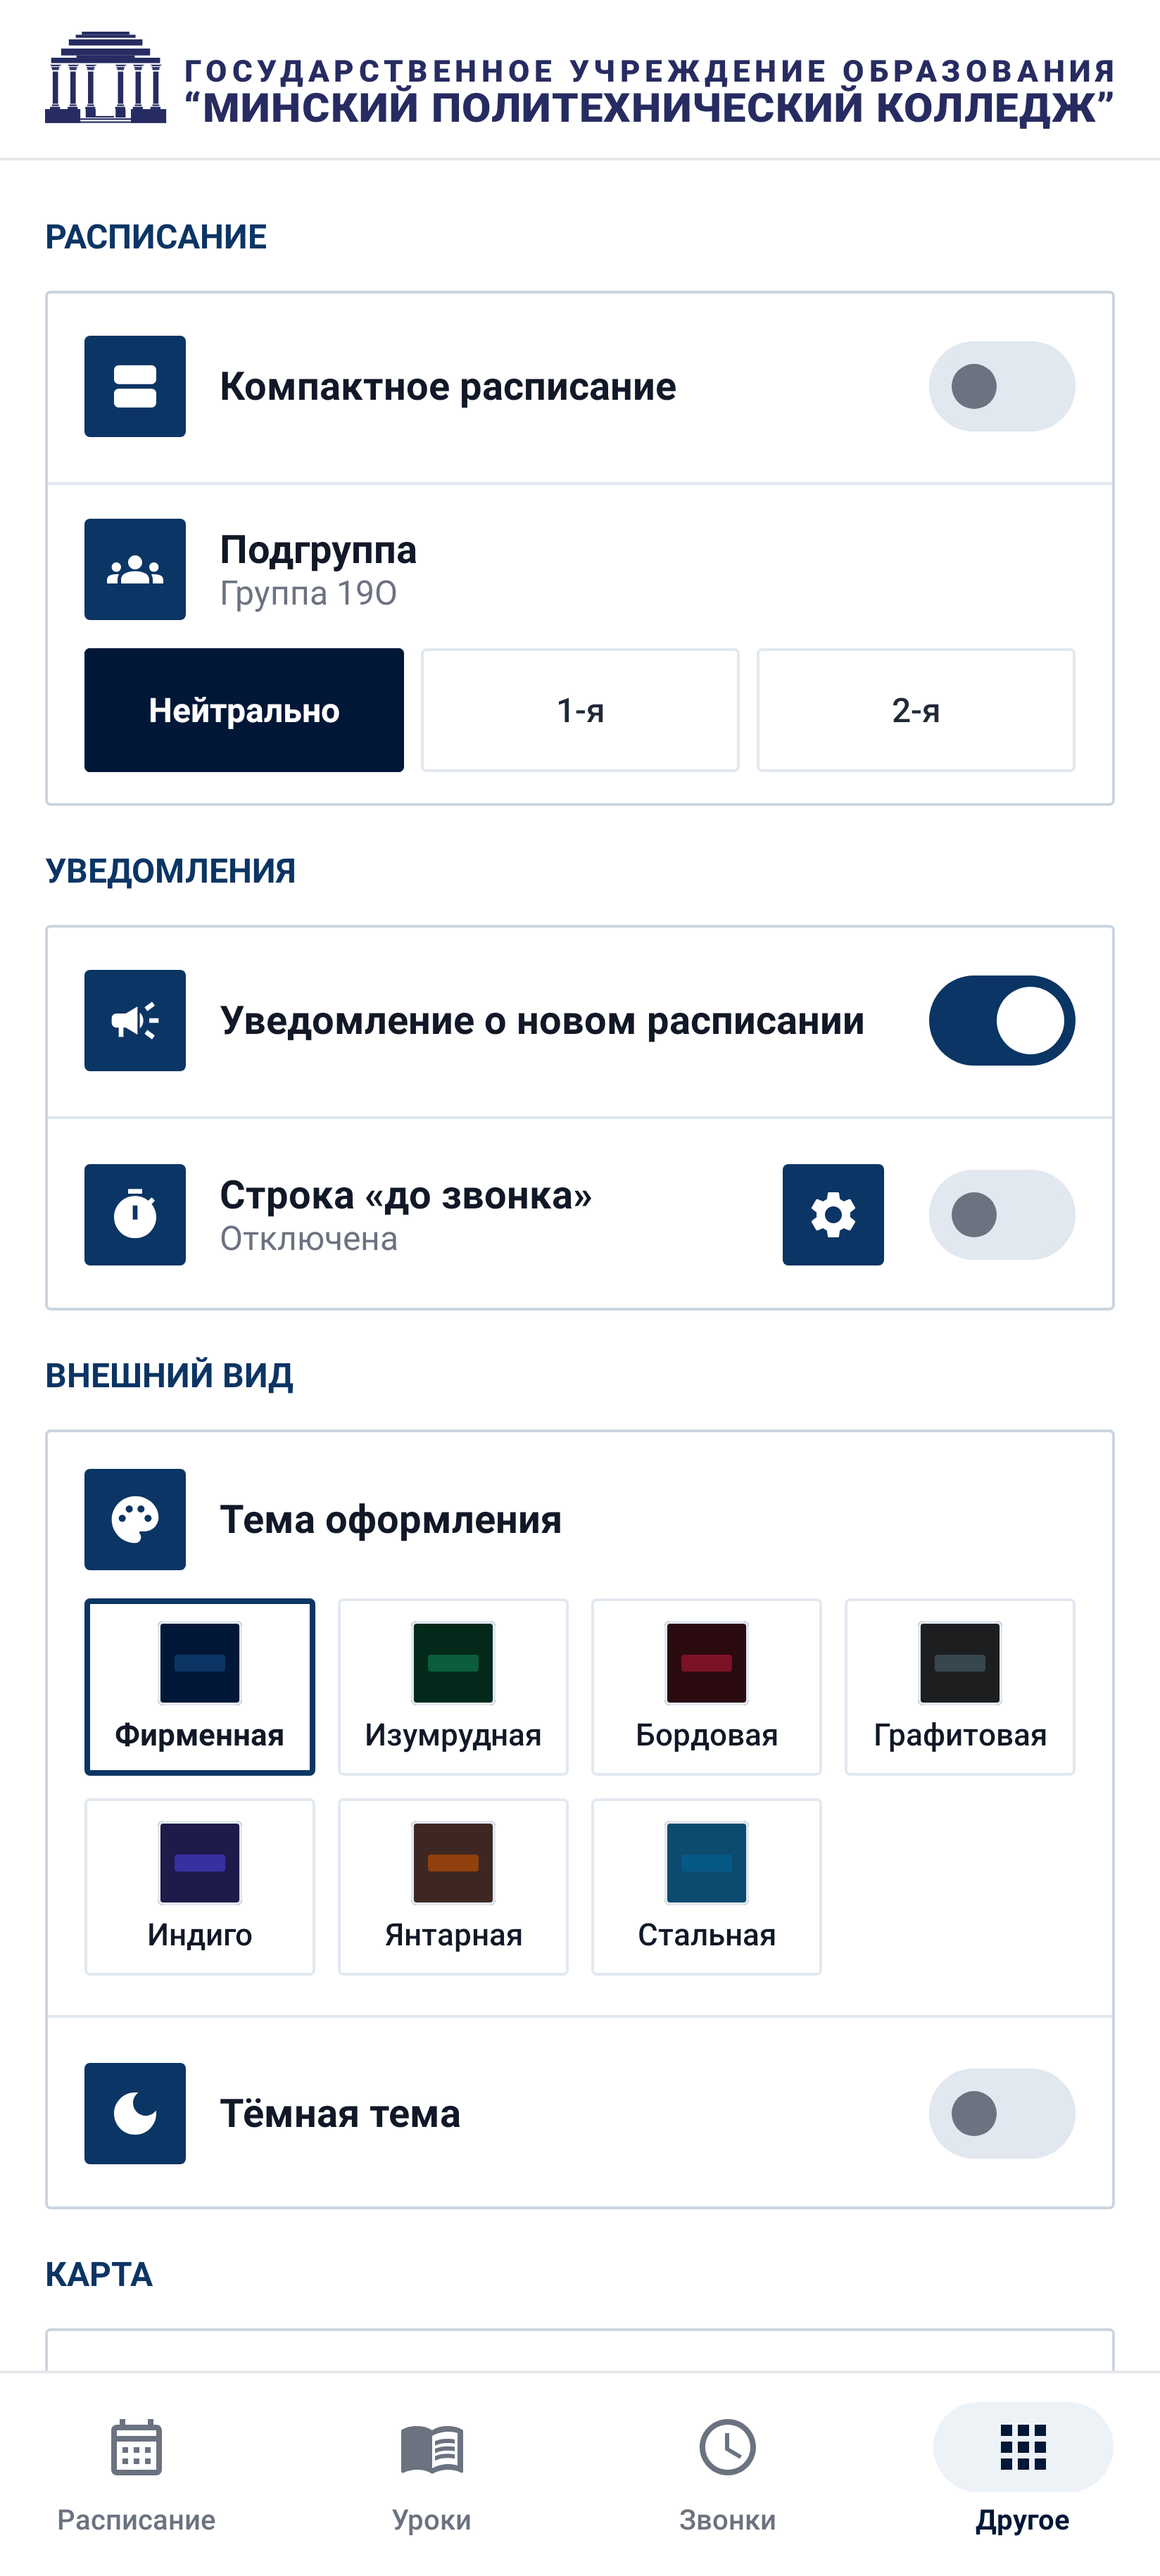 ГОСУДАРСТВЕННОЕ УЧРЕЖДЕНИЕ ОБРАЗОВАНИЯ
“МИНСКИЙ ПОЛИТЕХНИЧЕСКИЙ КОЛЛЕДЖ”
РАСПИСАНИЕ
Компактное расписание
Подгруппа
Группа 19О
Нейтрально 1-я 2-я
УВЕДОМЛЕНИЯ
Уведомление о новом расписании
Строка «до звонка»
Отключена
ВНЕШНИЙ ВИД
Тема оформления
Фирменная Изумрудная Бордовая Графитовая
Индиго Янтарная Стальная
Тёмная тема
КАРТА
Расписание Уроки Звонки Другое